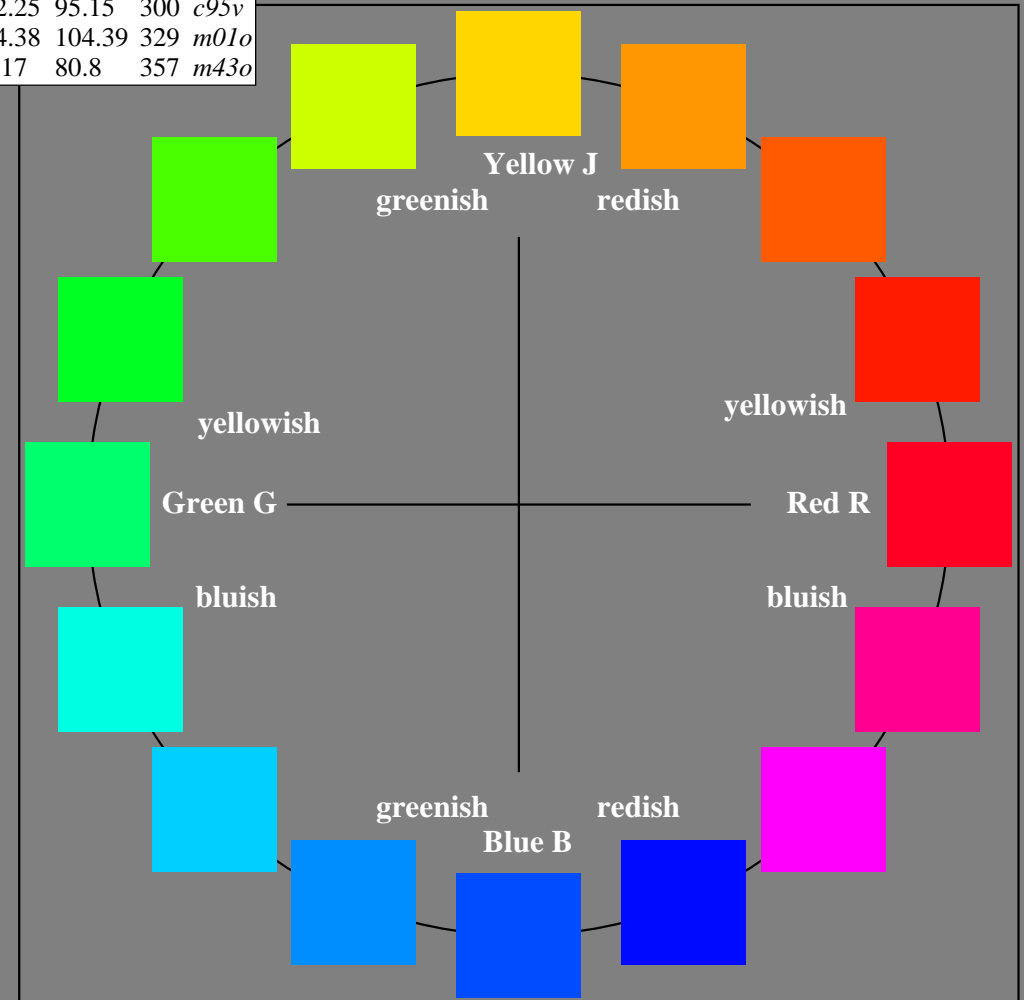 95.15 300 c95v
104.39 329 m01o
17 80.8 357 m43o
Yellow J
greenish redish
yellowish
yellowish
Green G
Red R
bluish
bluish
greenish redish
Blue B